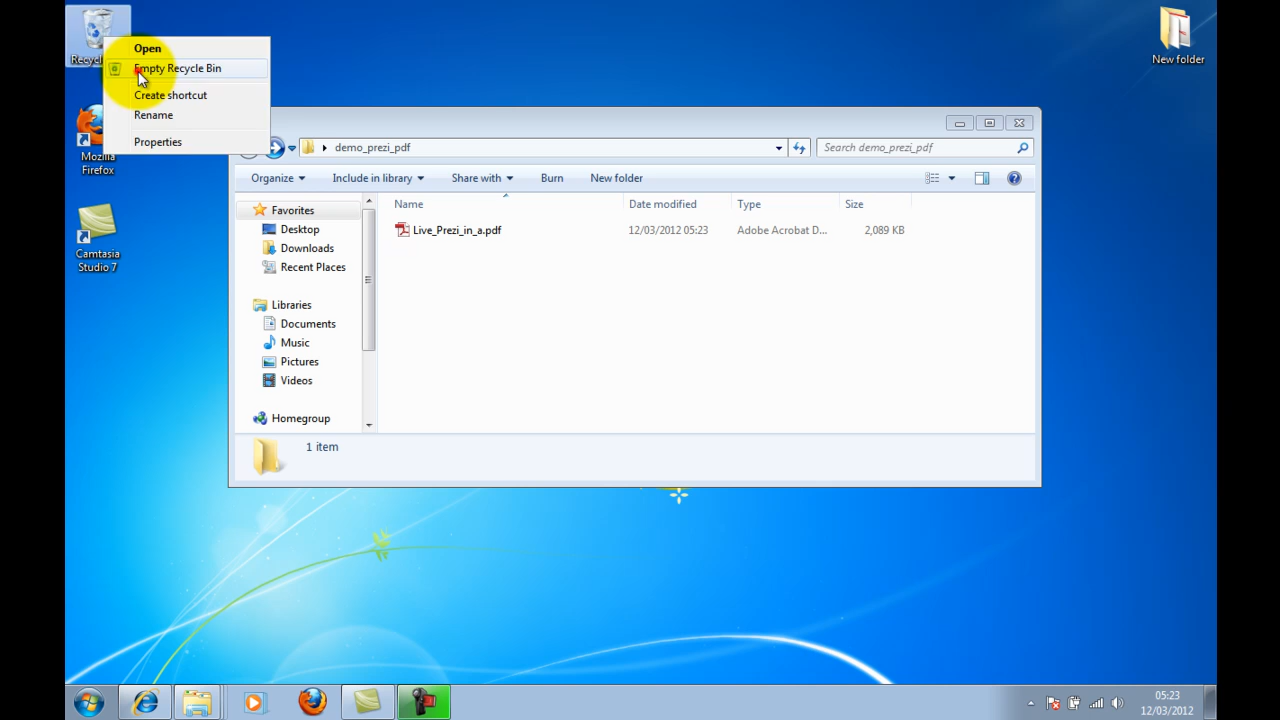 Recyc
Open
Empty Recycle Bin
Create shortcut
Rename
Properties
New folder
Mozilla
Firefox
Camtasia
Studio 7
demo_prezi_pdf
Search demo_prezi_pdf
Organize
Include in library
Share with
Burn
New folder
Name
Date modified
Type
Size
Favorites
Desktop
Downloads
Recent Places
Libraries
Documents
Music
Pictures
Videos
Homegroup
Live_Prezi_in_a.pdf
12/03/2012 05:23
Adobe Acrobat D...
2,089 KB
1 item
05:23
12/03/2012